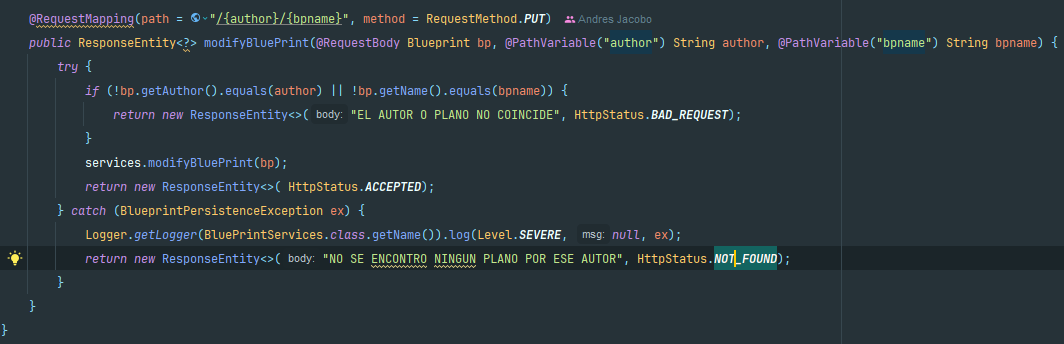 @RequestMapping(path = "/{author}/{bpname}", method = RequestMethod.PUT) Andres Jacobo
public ResponseEntity<?> modifyBluePrint(@RequestBody Blueprint bp, @PathVariable("author") String author, @PathVariable("bpname") String bpname) {
try {
if (!bp.getAuthor().equals(author) || !bp.getName().equals(bpname)) {
return new ResponseEntity<>( body: "EL AUTOR O PLANO NO COINCIDE", HttpStatus.BAD_REQUEST);
}
services.modifyBluePrint(bp);
return new ResponseEntity<>( HttpStatus.ACCEPTED);
} catch (BlueprintPersistenceException ex) {
Logger.getLogger(BluePrintServices.class.getName()).log(Level.SEVERE, msg: null, ex);
return new ResponseEntity<>( body: "NO SE ENCONTRO NINGUN PLANO POR ESE AUTOR", HttpStatus.NOT_FOUND);
}
}
}